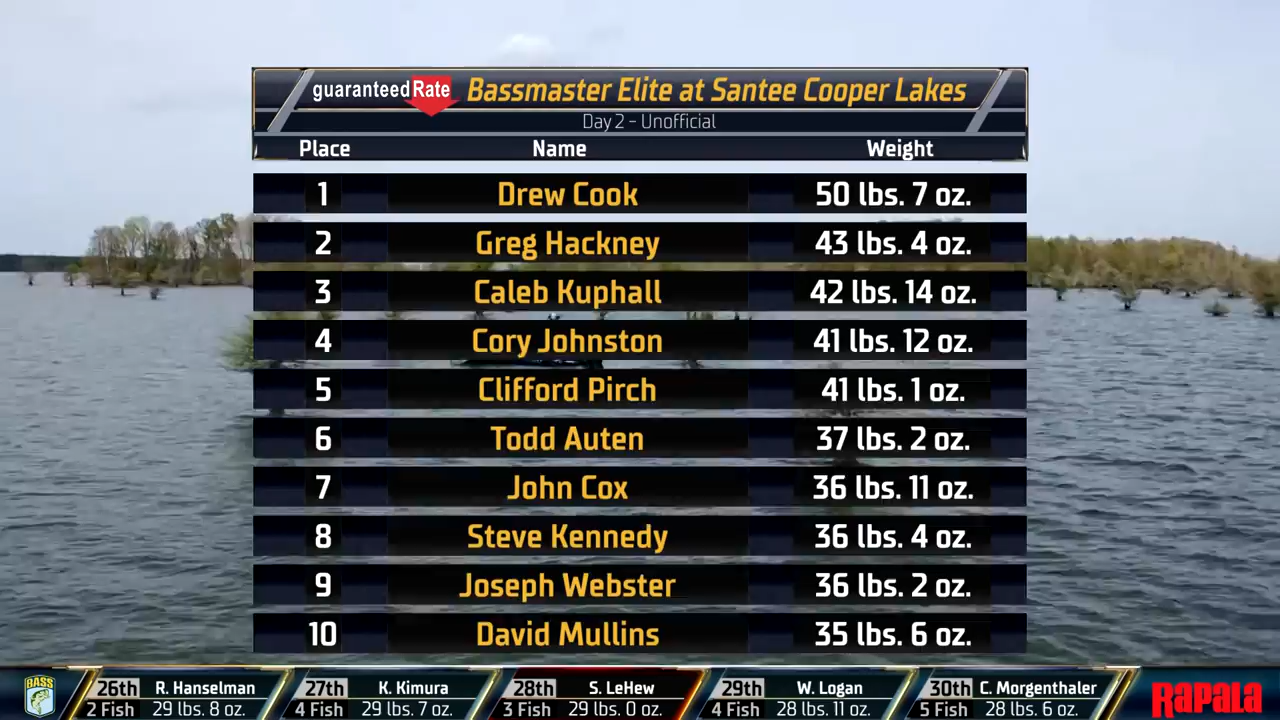 guaranteed Rate Bassmaster Elite at Santee Cooper Lakes
Day 2 - Unofficial
Place Name Weight
1 Drew Cook 50 lbs. 7 oz.
2 Greg Hackney 43 lbs. 4 oz.
3 Caleb Kuphall 42 lbs. 14 oz.
4 Cory Johnston 41 lbs. 12 oz.
5 Clifford Pirch 41 lbs. 1 oz.
6 Todd Auten 37 lbs. 2 oz.
7 John Cox 36 lbs. 11 oz.
8 Steve Kennedy 36 lbs. 4 oz.
9 Joseph Webster 36 lbs. 2 oz.
10 David Mullins 35 lbs. 6 oz.
BASS
26th R. Hanselman
2 Fish 29 lbs. 8 oz.
27th K. Kimura
4 Fish 29 lbs. 7 oz.
28th S. LeHew
3 Fish 29 lbs. 0 oz.
29th W. Logan
4 Fish 28 lbs. 11 oz.
30th C. Morgenthaler
5 Fish 28 lbs. 6 oz.
RAPALA